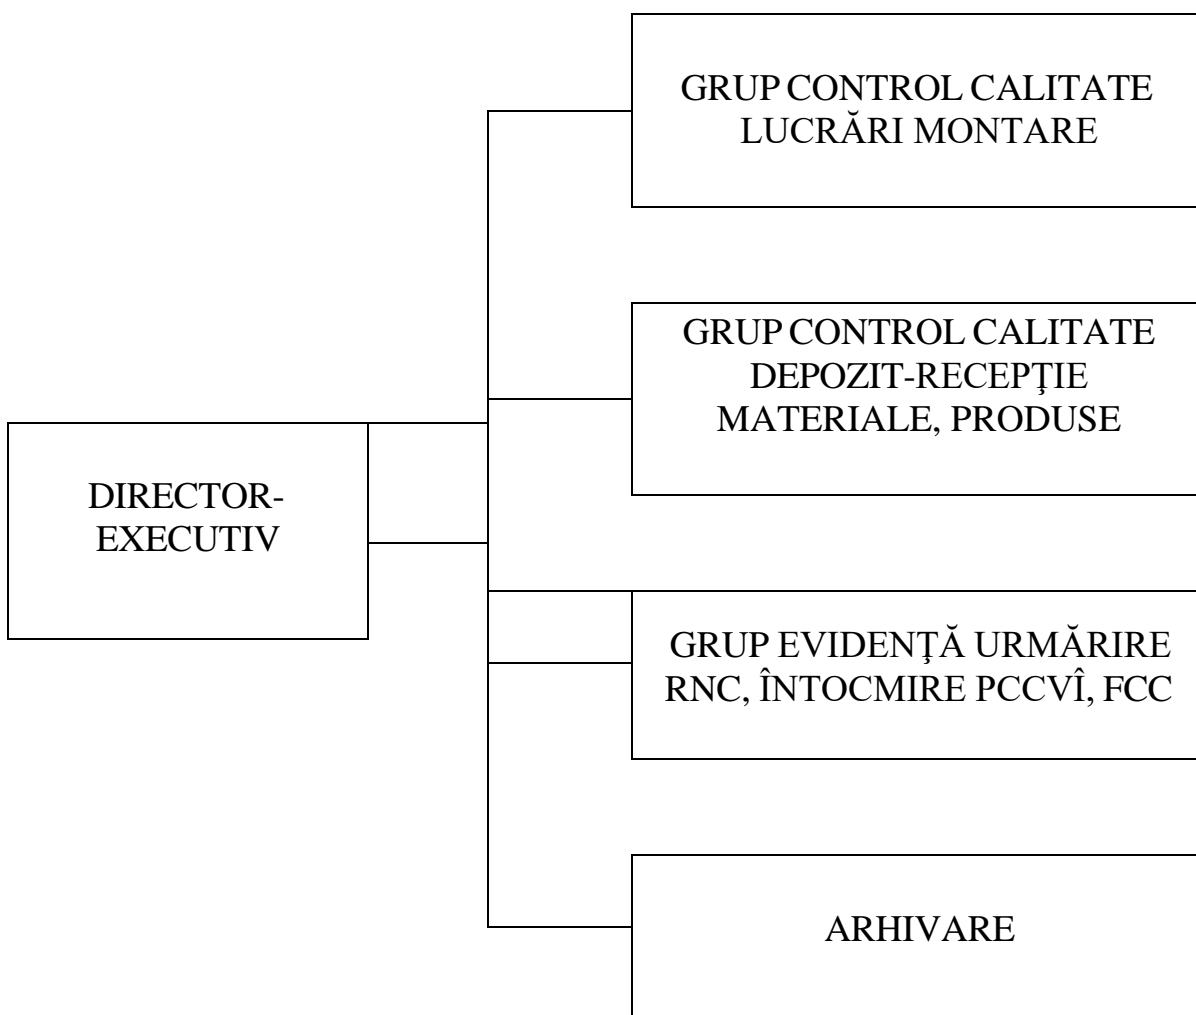 GRUP CONTROL CALITATE
LUCRĂRI MONTARE
GRUP CONTROL CALITATE
DEPOZIT-RECEPŢIE
MATERIALE, PRODUSE
DIRECTOR-
EXECUTIV
GRUP EVIDENŢĂ URMĂRIRE
RNC, ÎNTOCMIRE PCCVÎ, FCC
ARHIVARE